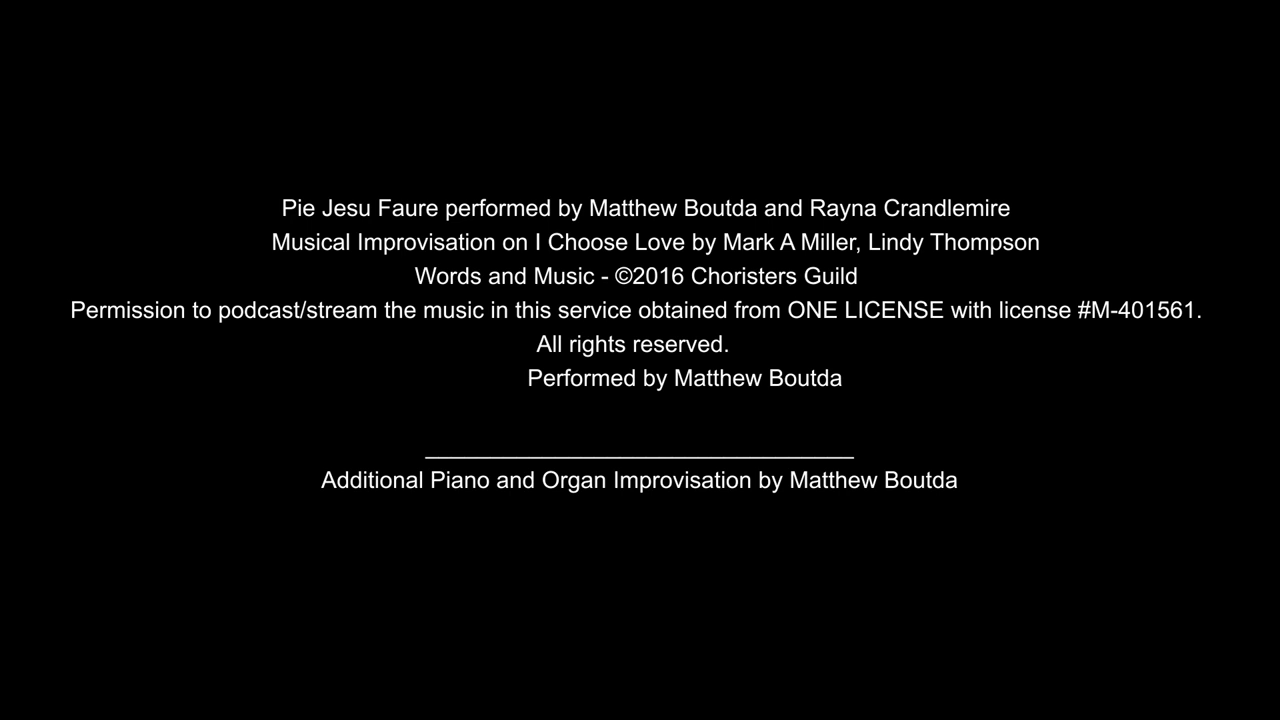 Pie Jesu Faure performed by Matthew Boutda and Rayna Crandlemire
Musical Improvisation on I Choose Love by Mark A Miller, Lindy Thompson
Words and Music - ©2016 Choristers Guild
Permission to podcast/stream the music in this service obtained from ONE LICENSE with license #M-401561.
All rights reserved.
Performed by Matthew Boutda
_________________________________
Additional Piano and Organ Improvisation by Matthew Boutda